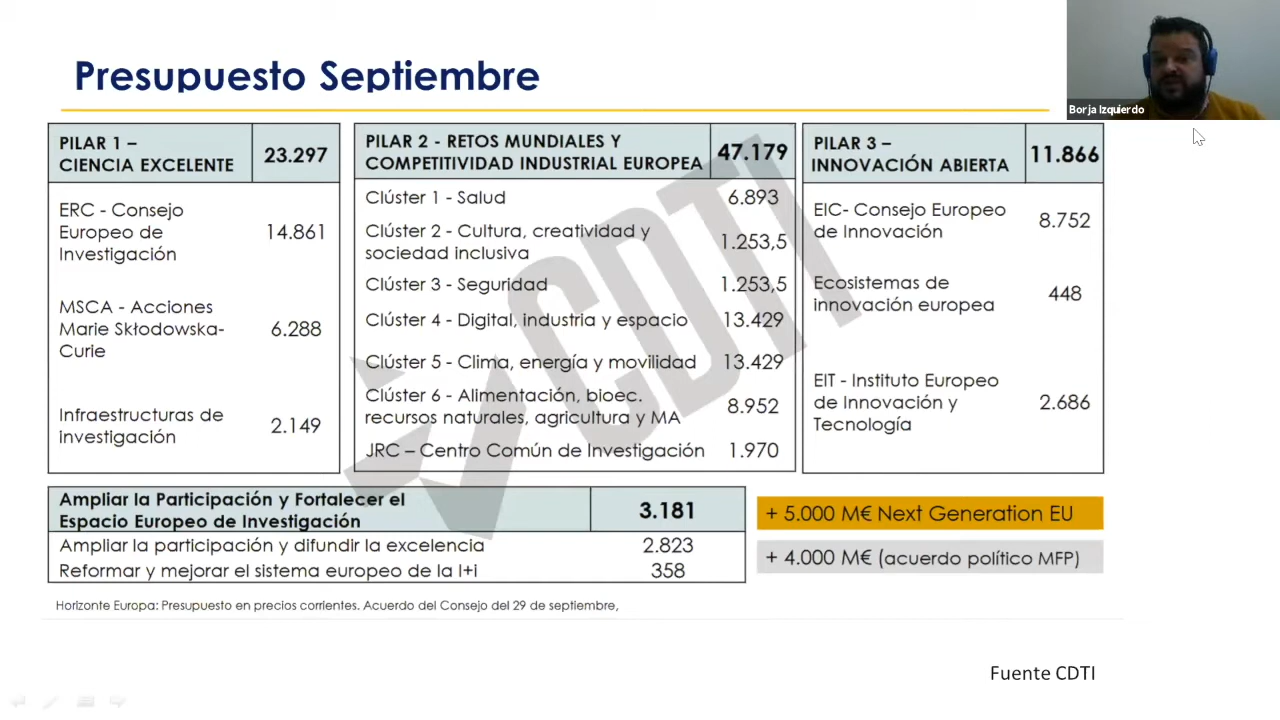 Presupuesto Septiembre
Borja Izquierdo
PILAR 1 –
CIENCIA EXCELENTE
23.297
ERC - Consejo
Europeo de
Investigación
14.861
MSCA - Acciones
Marie Skłodowska-
Curie
6.288
Infraestructuras de
investigación
2.149
PILAR 2 - RETOS MUNDIALES Y
COMPETITIVIDAD INDUSTRIAL EUROPEA
47.179
Clúster 1 - Salud
6.893
Clúster 2 - Cultura, creatividad y
sociedad inclusiva
1.253,5
Clúster 3 - Seguridad
1.253,5
Clúster 4 - Digital, industria y espacio
13.429
Clúster 5 - Clima, energía y movilidad
13.429
Clúster 6 - Alimentación, bioec.
recursos naturales, agricultura y MA
8.952
JRC – Centro Común de Investigación
1.970
PILAR 3 –
INNOVACIÓN ABIERTA
11.866
EIC- Consejo Europeo
de Innovación
8.752
Ecosistemas de
innovación europea
448
EIT - Instituto Europeo
de Innovación y
Tecnología
2.686
CDTI
Ampliar la Participación y Fortalecer el
Espacio Europeo de Investigación
3.181
Ampliar la participación y difundir la excelencia
2.823
Reformar y mejorar el sistema europeo de la I+i
358
+ 5.000 M€ Next Generation EU
+ 4.000 M€ (acuerdo político MFP)
Horizonte Europa: Presupuesto en precios corrientes. Acuerdo del Consejo del 29 de septiembre,
Fuente CDTI